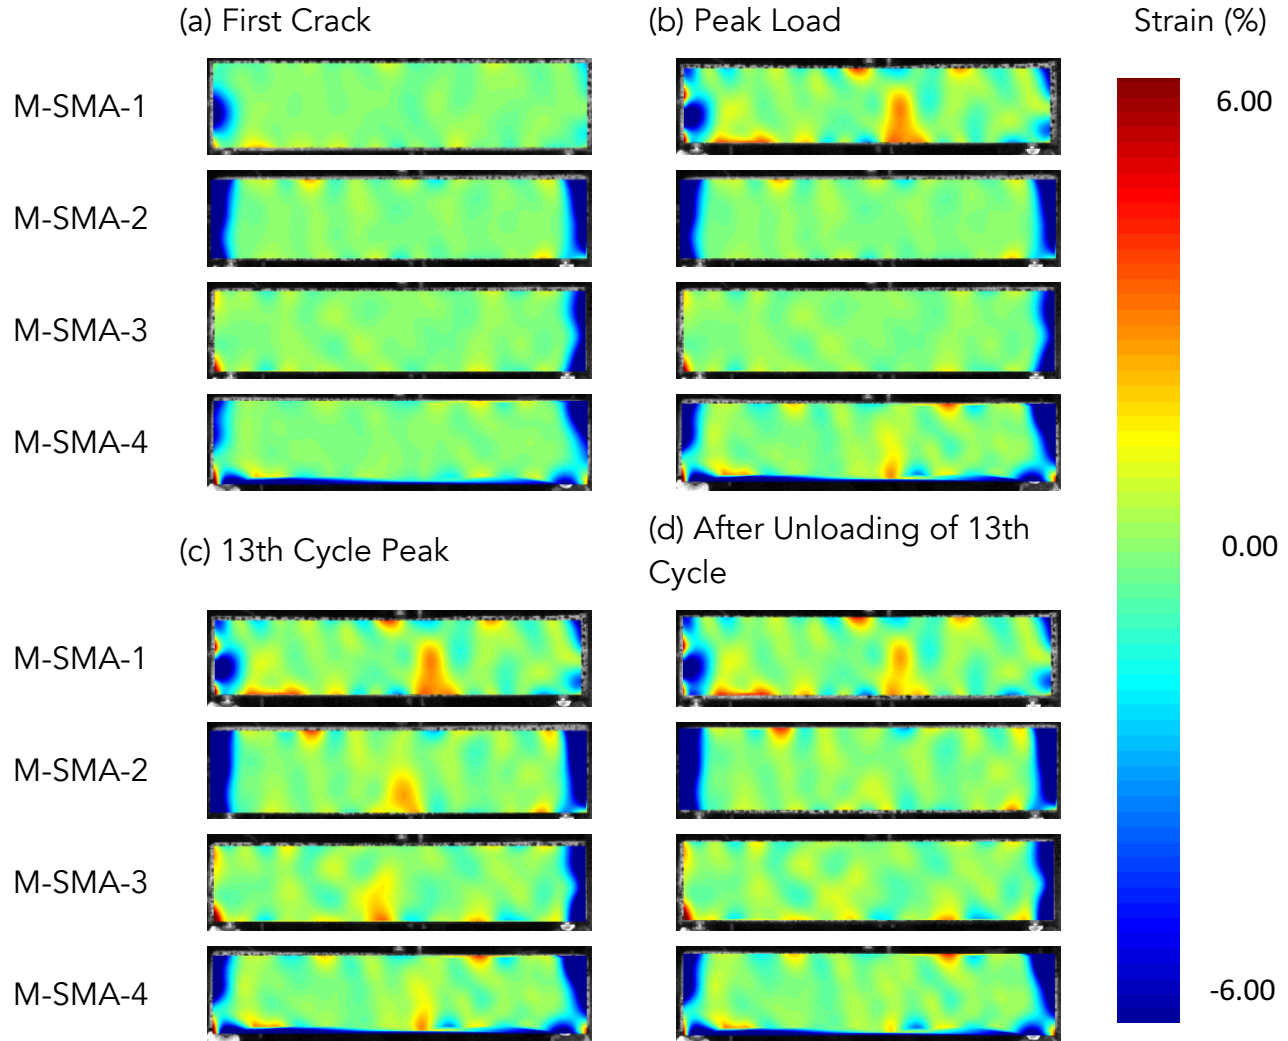 (a) First Crack
(b) Peak Load
Strain (%)
M-SMA-1
M-SMA-2
M-SMA-3
M-SMA-4
6.00
0.00
-6.00
(c) 13th Cycle Peak
(d) After Unloading of 13th
Cycle
M-SMA-1
M-SMA-2
M-SMA-3
M-SMA-4